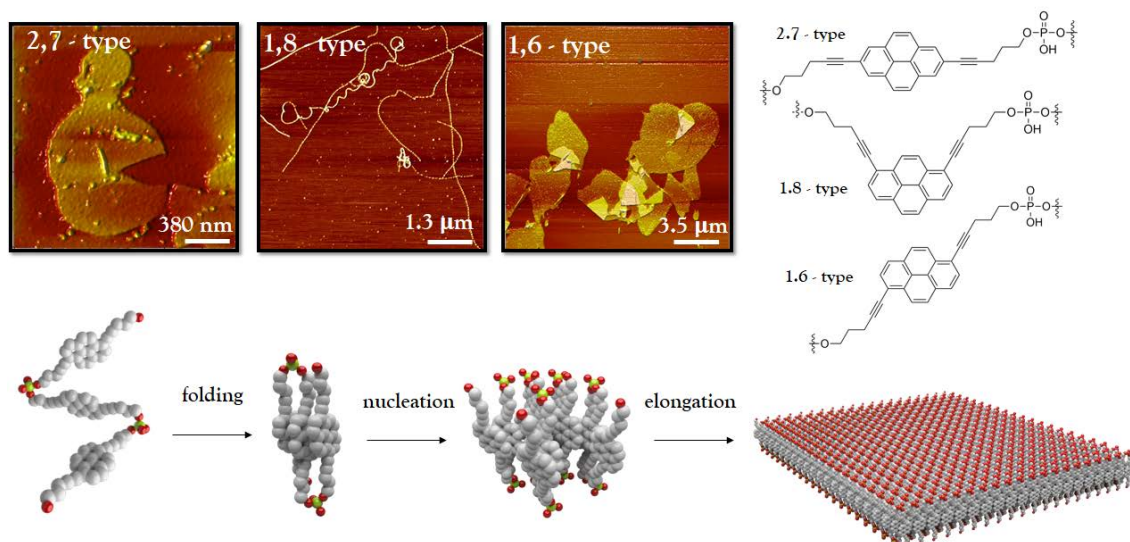 2,7 - type
380 nm
1,8 - type
1.3 µm
1,6 - type
3.5 µm
2.7 - type
O
O
P
O
OH
O
O
O
P
O
OH
1.8 - type
O
O
P
O
OH
1.6 - type
O
folding
nucleation
elongation